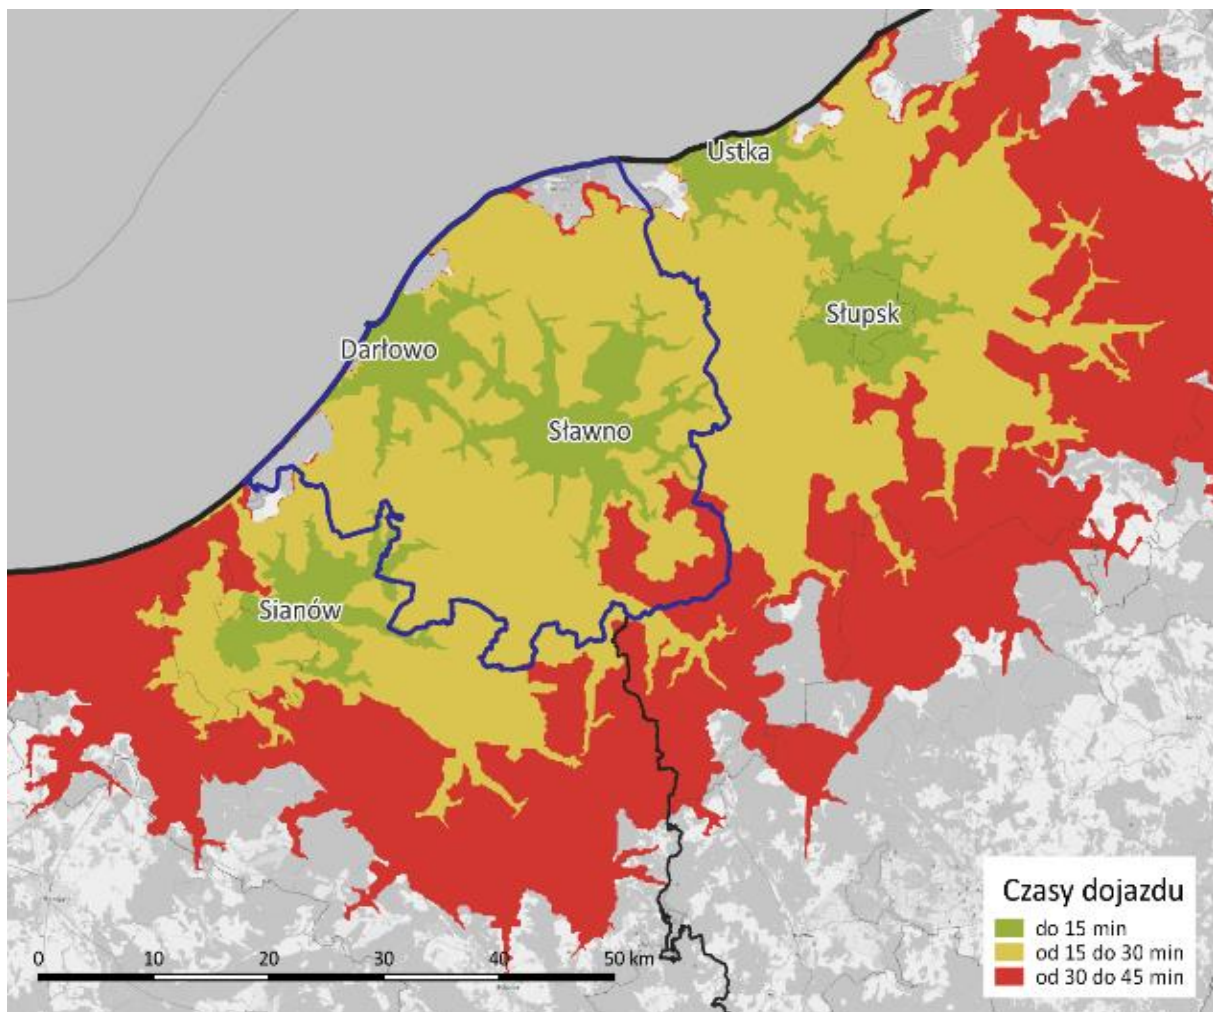 Ustka
Słupsk
Darłowo
Sławno
Sianów
Czasy dojazdu
do 15 min
od 15 do 30 min
od 30 do 45 min
0 10 20 30 40 50 km